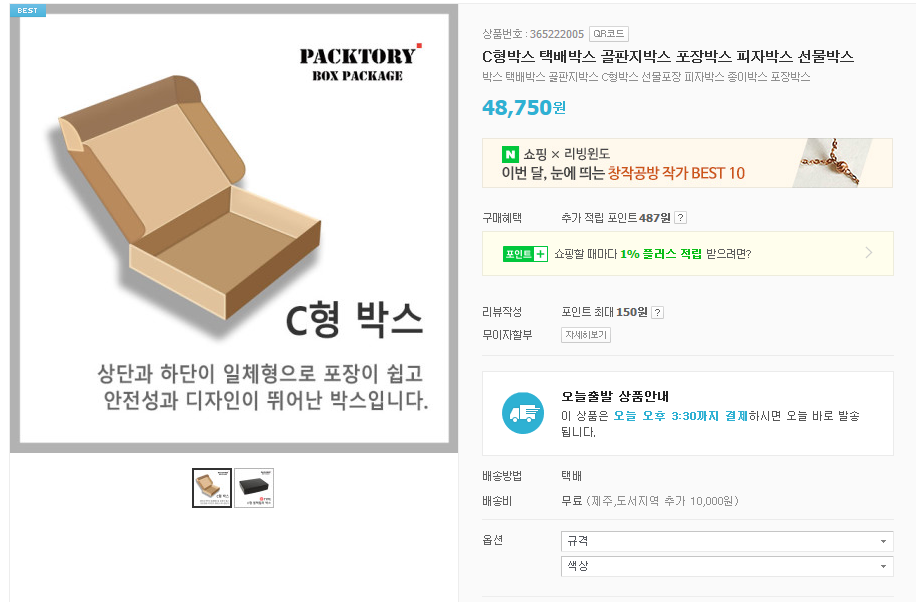 BEST
PACKTORY
BOX PACKAGE
C형 박스
상단과 하단이 일체형으로 포장이 쉽고
안전성과 디자인이 뛰어난 박스입니다.
상품번호 : 365222005 QR코드
C형박스 택배박스 골판지박스 포장박스 피자박스 선물박스
박스 택배박스 골판지박스 C형박스 선물포장 피자박스 종이박스 포장박스
48,750원
N 쇼핑 × 리빙윈도
이번 달, 눈에 띄는 창작공방 작가 BEST 10
구매혜택 추가 적립 포인트 487원 ?
포인트 + 쇼핑할 때마다 1% 플러스 적립 받으려면?
리뷰작성 포인트 최대 150원 ?
무이자할부 자세히보기
오늘출발 상품안내
이 상품은 오늘 오후 3:30까지 결제하시면 오늘 바로 발송
됩니다.
배송방법 택배
배송비 무료 (제주,도서지역 추가 10,000원)
옵션 규격
색상